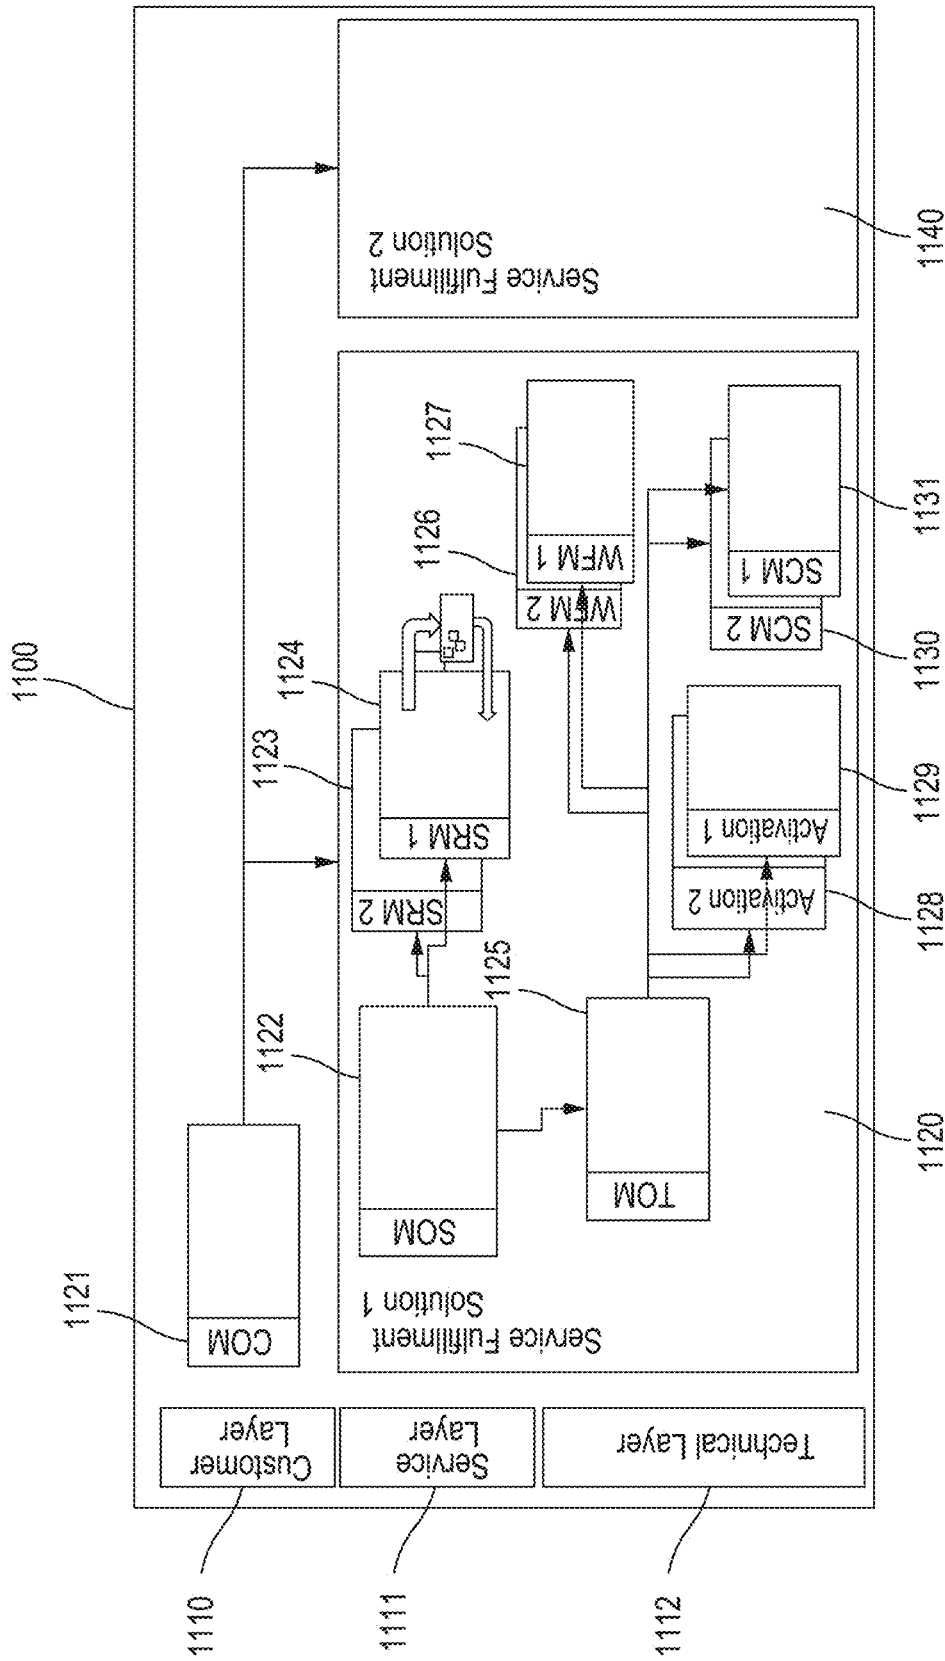 1100
1110
Customer
Layer
1111
Service
Layer
1112
Technical Layer
1121
COM
Service Fulfillment
Solution 1
1120
SOM
1122
SRM 2
1123
SRM 1
1124
TOM
1125
WFM 2
1126
WFM 1
1127
Activation 2
1128
Activation 1
1129
SCM 2
1130
SCM 1
1131
Service Fulfillment
Solution 2
1140